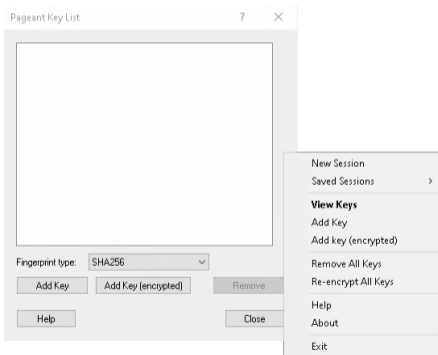 Pageant Key List
? ×
Fingerprint type: SHA256
Add Key Add Key (encrypted) Remove
Help Close
New Session
Saved Sessions >
View Keys
Add Key
Add key (encrypted)
Remove All Keys
Re-encrypt All Keys
Help
About
Exit